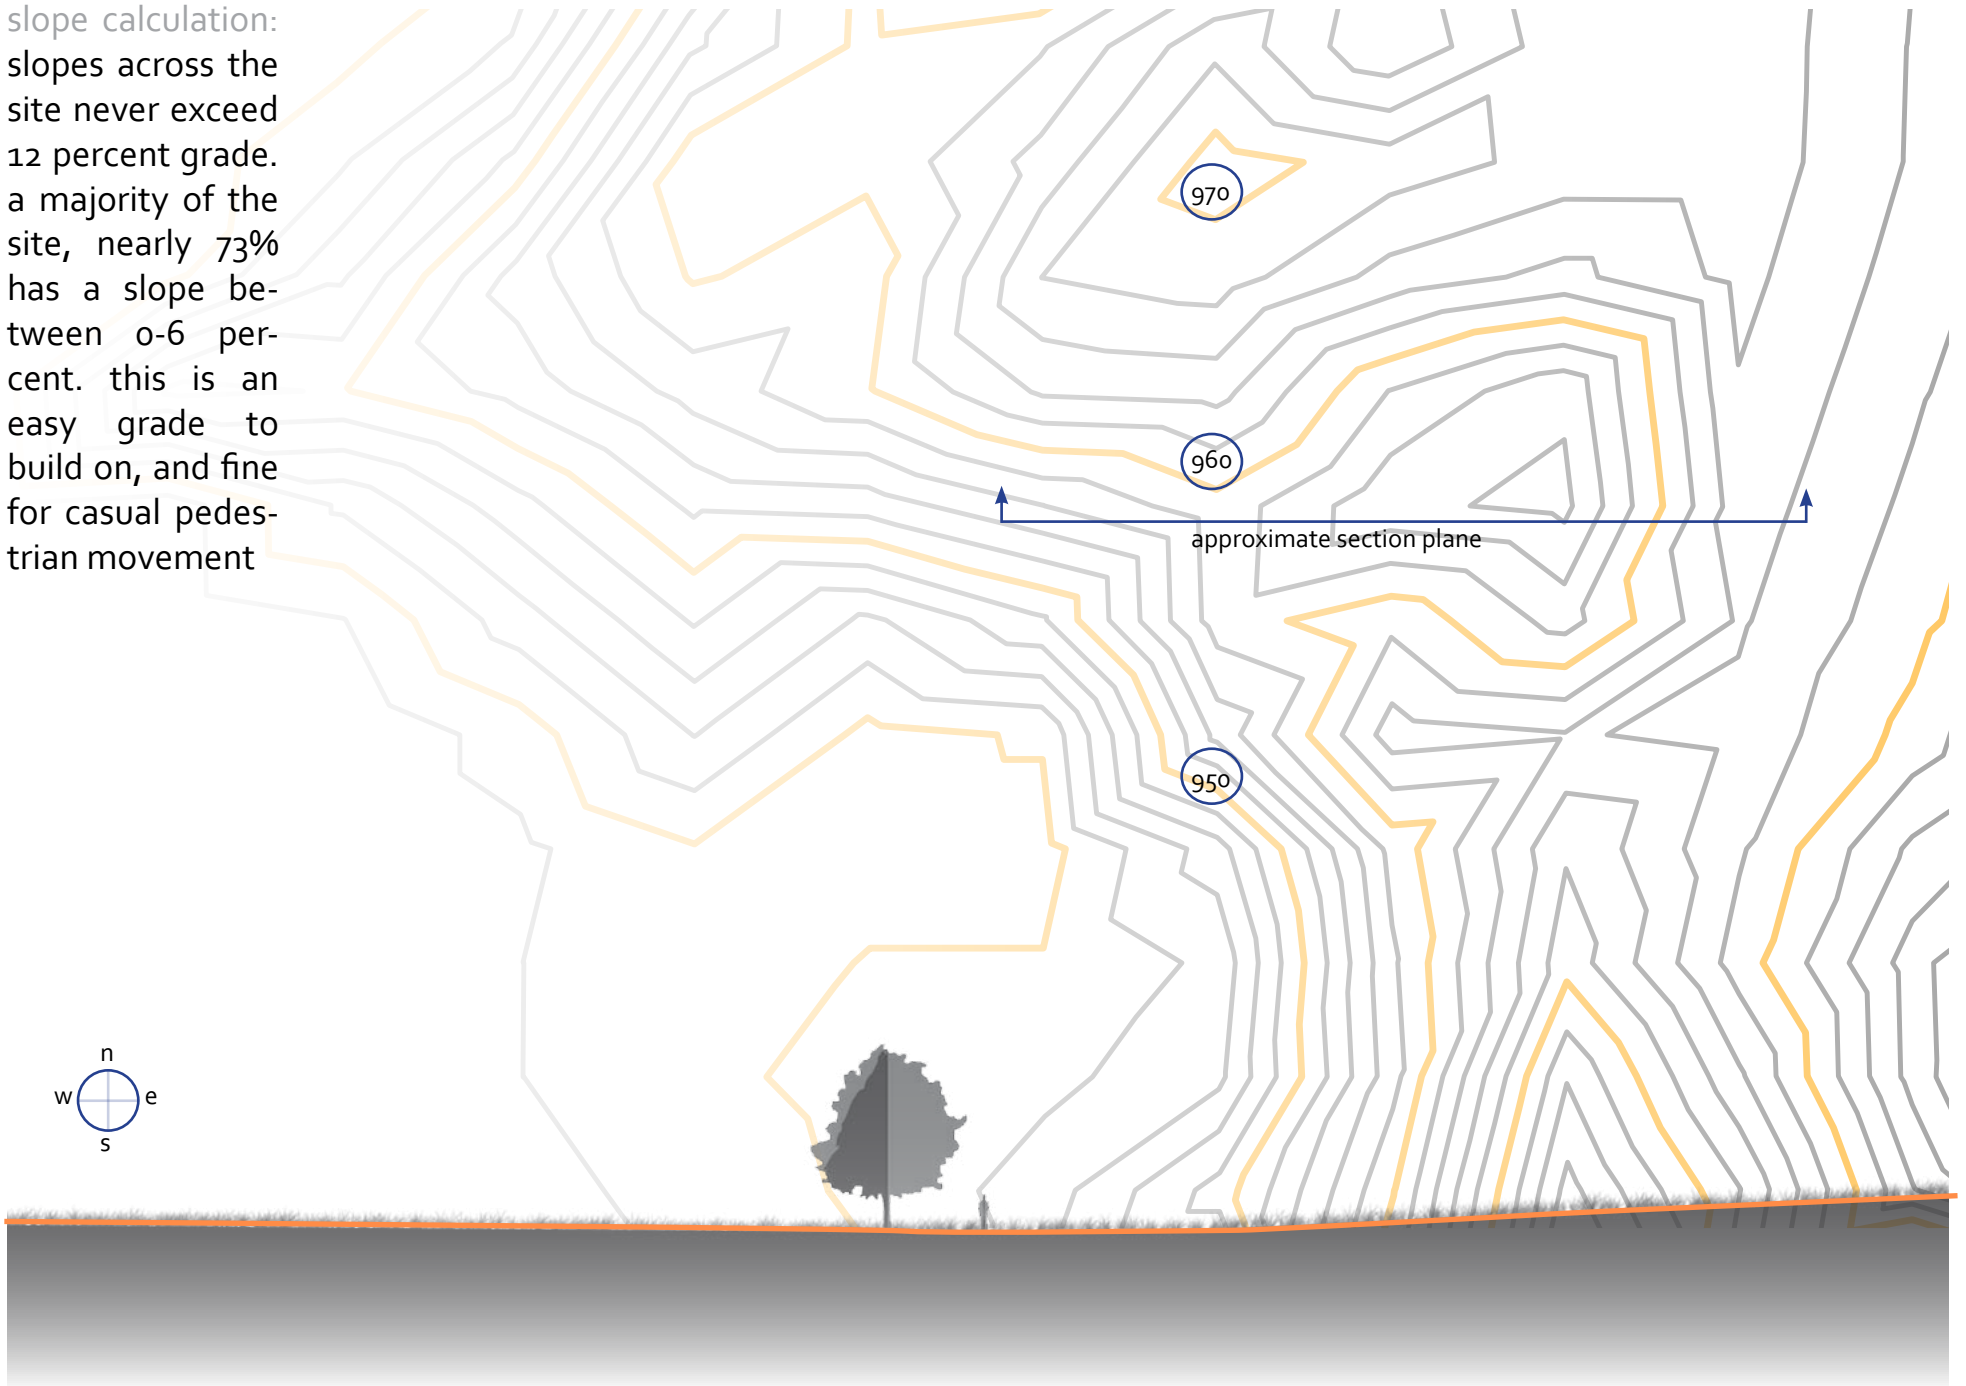 slope calculation:
slopes across the
site never exceed
12 percent grade.
a majority of the
site, nearly 73%
has a slope be-
tween 0-6 per-
cent. this is an
easy grade to
build on, and fine
for casual pedes-
trian movement
970
960
approximate section plane
950
n
w e
s